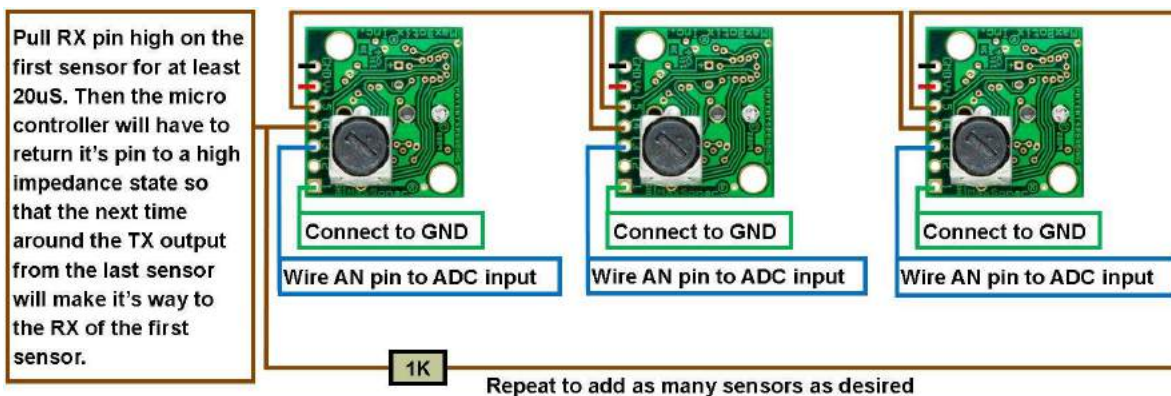 Pull RX pin high on the
first sensor for at least
20uS. Then the micro
controller will have to
return it's pin to a high
impedance state so
that the next time
around the TX output
from the last sensor
will make it's way to
the RX of the first
sensor.
Connect to GND
Connect to GND
Connect to GND
Wire AN pin to ADC input
Wire AN pin to ADC input
Wire AN pin to ADC input
1K
Repeat to add as many sensors as desired